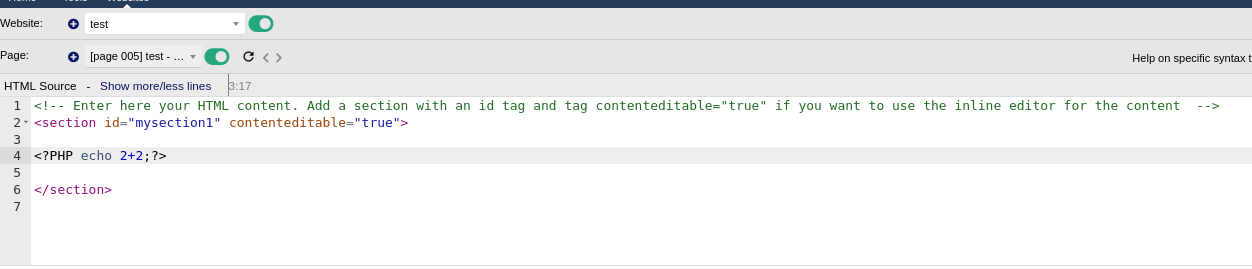 Website: test
Page: [page 005] test - ...
Help on specific syntax t
HTML Source - Show more/less lines 3:17
1 <!-- Enter here your HTML content. Add a section with an id tag and tag contenteditable="true" if you want to use the inline editor for the content  -->
2 <section id="mysection1" contenteditable="true">
3
4 <?PHP echo 2+2;?>
5
6 </section>
7